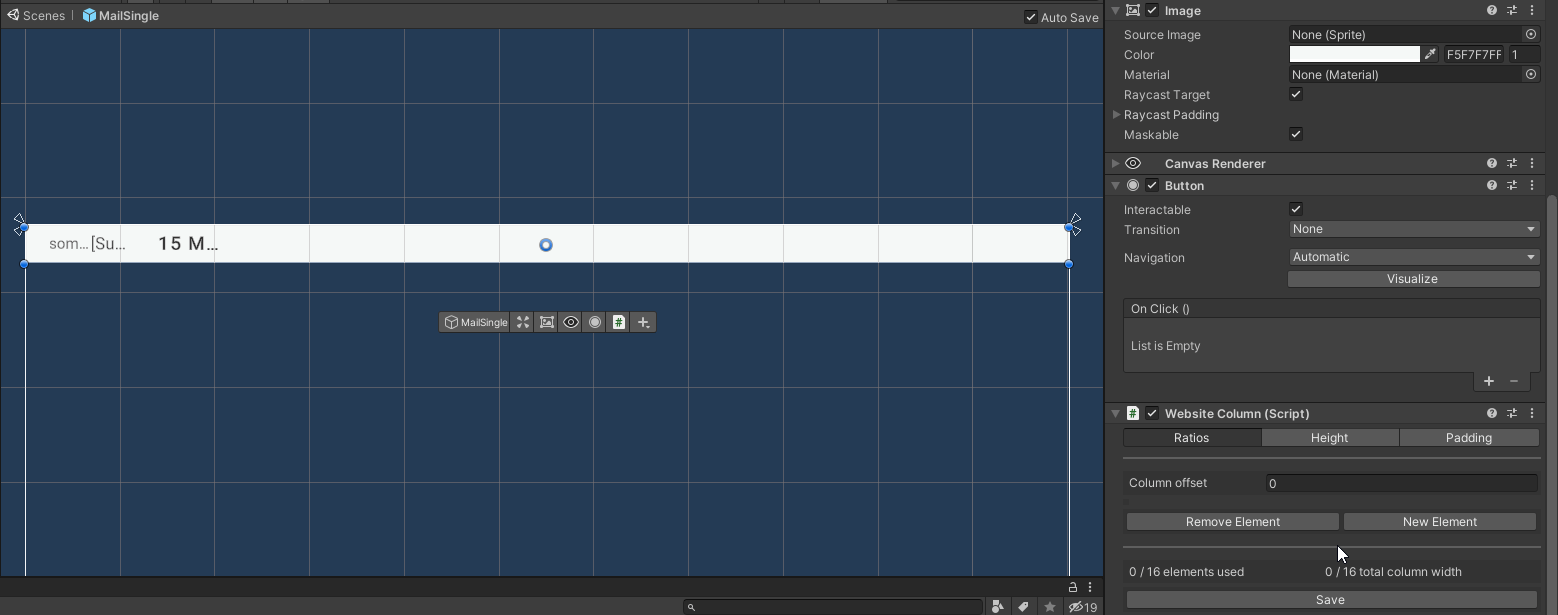 Scenes
MailSingle
Auto Save
som... [Su... 15 M...
MailSingle
19
Image
Source Image None (Sprite)
Color F5F7F7FF 1
Material None (Material)
Raycast Target
Raycast Padding
Maskable
Canvas Renderer
Button
Interactable
Transition None
Navigation Automatic
Visualize
On Click ()
List is Empty
Website Column (Script)
Ratios Height Padding
Column offset 0
Remove Element New Element
0 / 16 elements used 0 / 16 total column width
Save